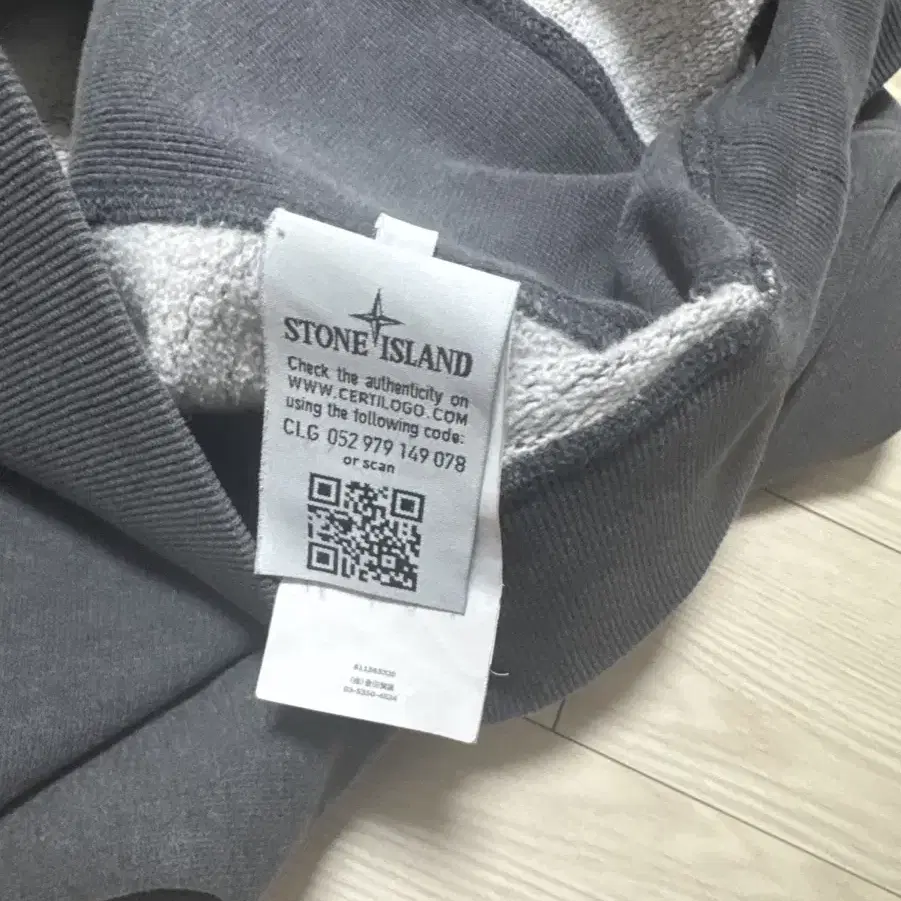 STONE ISLAND
Check the authenticity on
WWW.CERTILOGO.COM
using the following code:
CLG 052 979 149 078
or scan